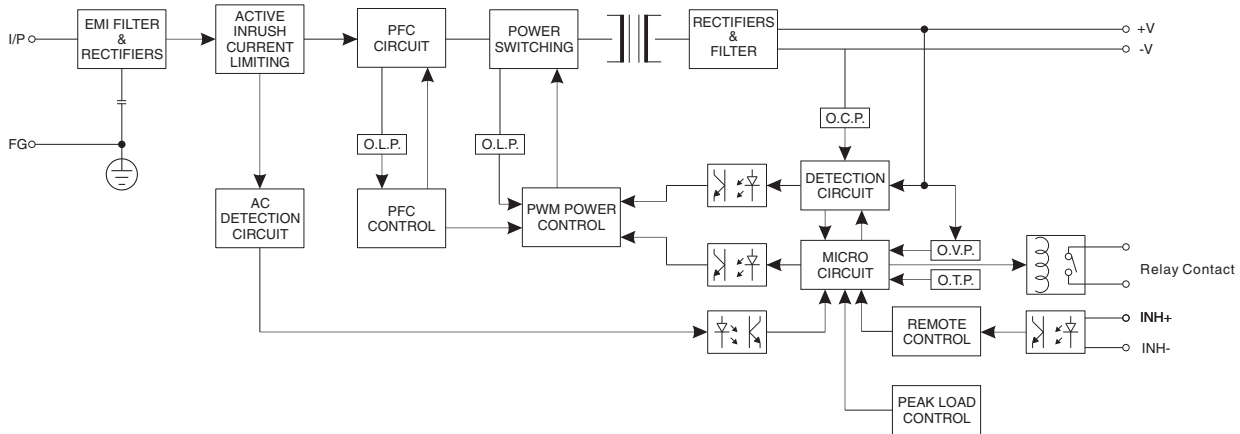 I/P
EMI FILTER
&
RECTIFIERS
ACTIVE
INRUSH
CURRENT
LIMITING
PFC
CIRCUIT
POWER
SWITCHING
RECTIFIERS
&
FILTER
+V
-V
FG
O.L.P.
O.L.P.
O.C.P.
AC
DETECTION
CIRCUIT
PFC
CONTROL
PWM POWER
CONTROL
DETECTION
CIRCUIT
MICRO
CIRCUIT
O.V.P.
O.T.P.
Relay Contact
REMOTE
CONTROL
INH+
INH-
PEAK LOAD
CONTROL